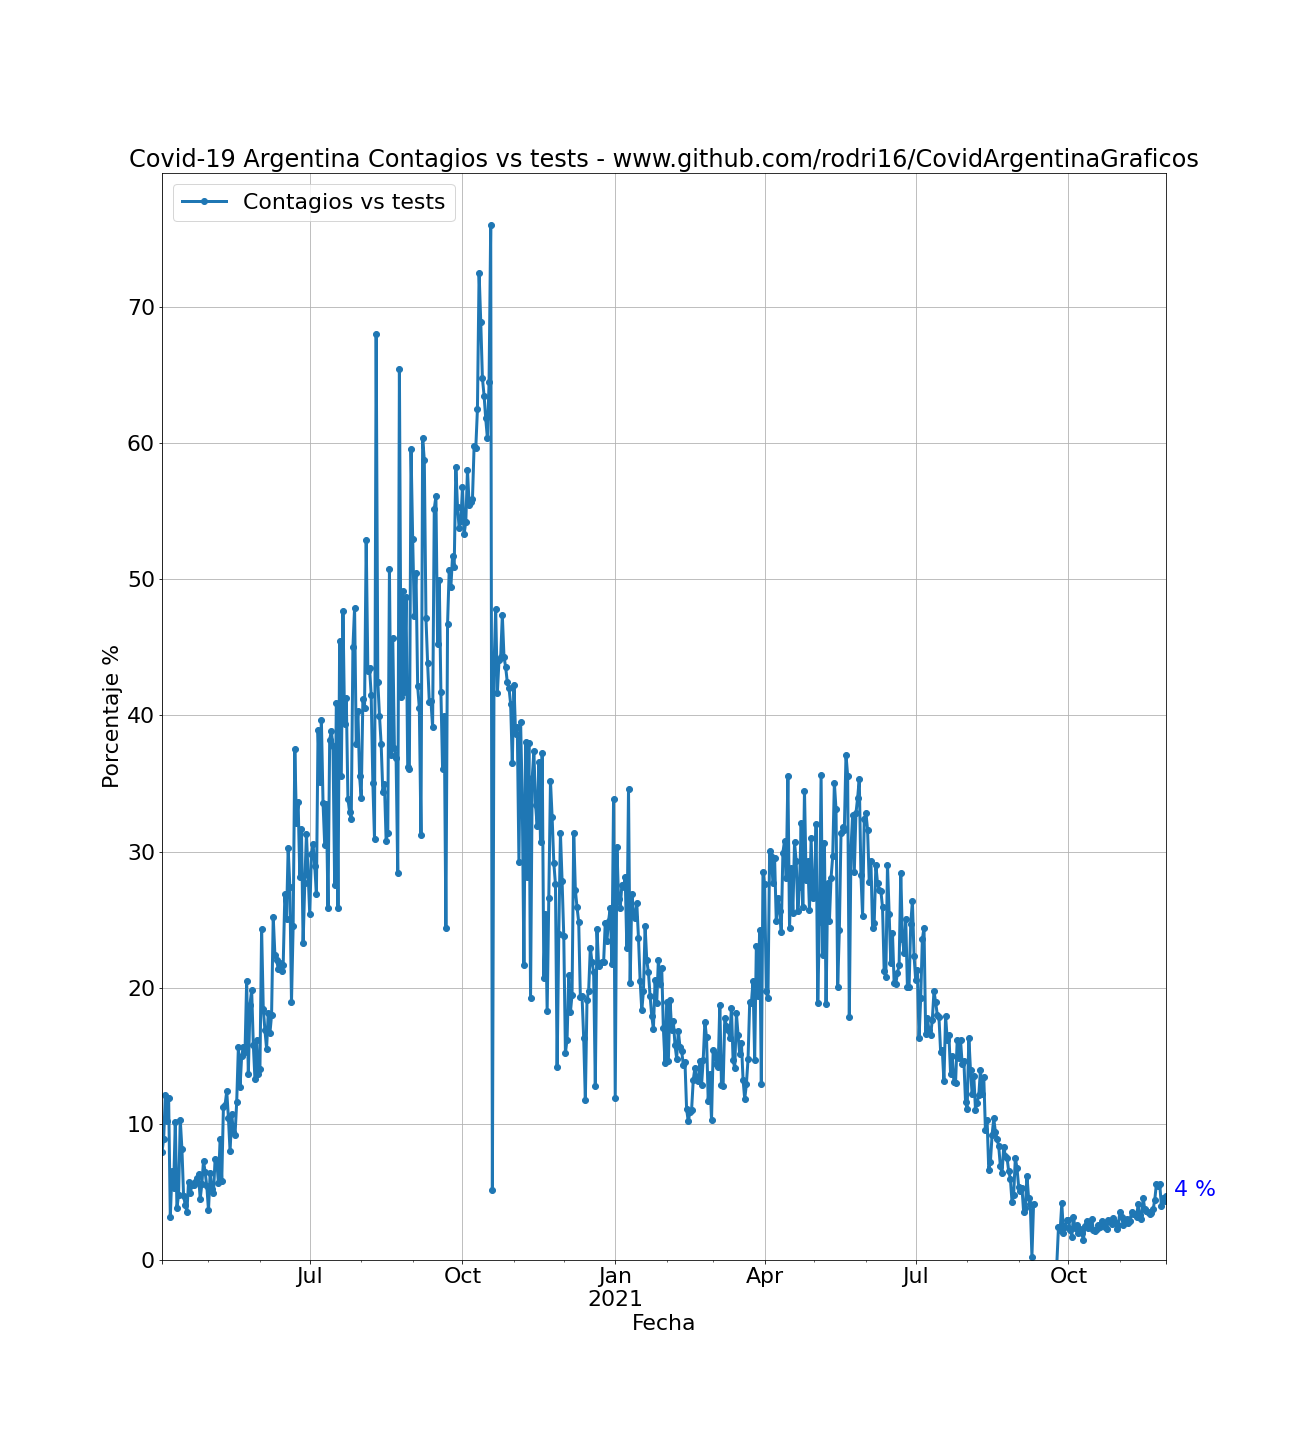 Covid-19 Argentina Contagios vs tests - www.github.com/rodri16/CovidArgentinaGraficos
Contagios vs tests
70
60
50
40
30
20
10
0
Porcentaje %
4 %
Jul
Oct
Jan
2021
Apr
Jul
Oct
Fecha